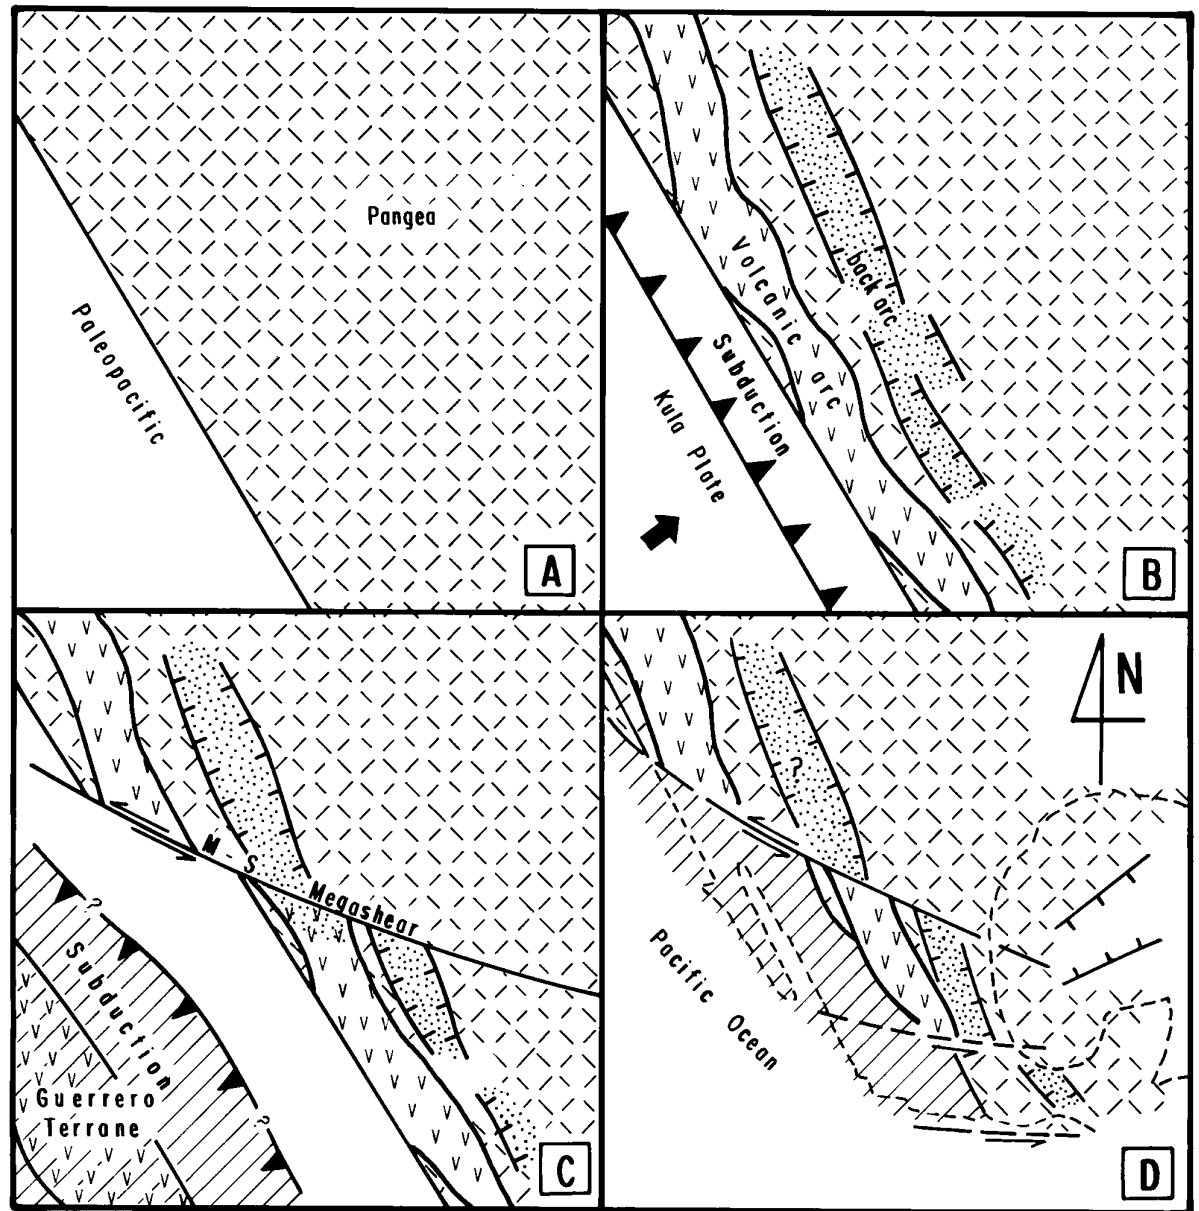 Pangea
Paleopacific
A
Volcanic arc
back arc
Subduction
Kula Plate
B
M S
Megashear
?
Subduction
?
Guerrero
Terrane
C
N
?
Pacific Ocean
D